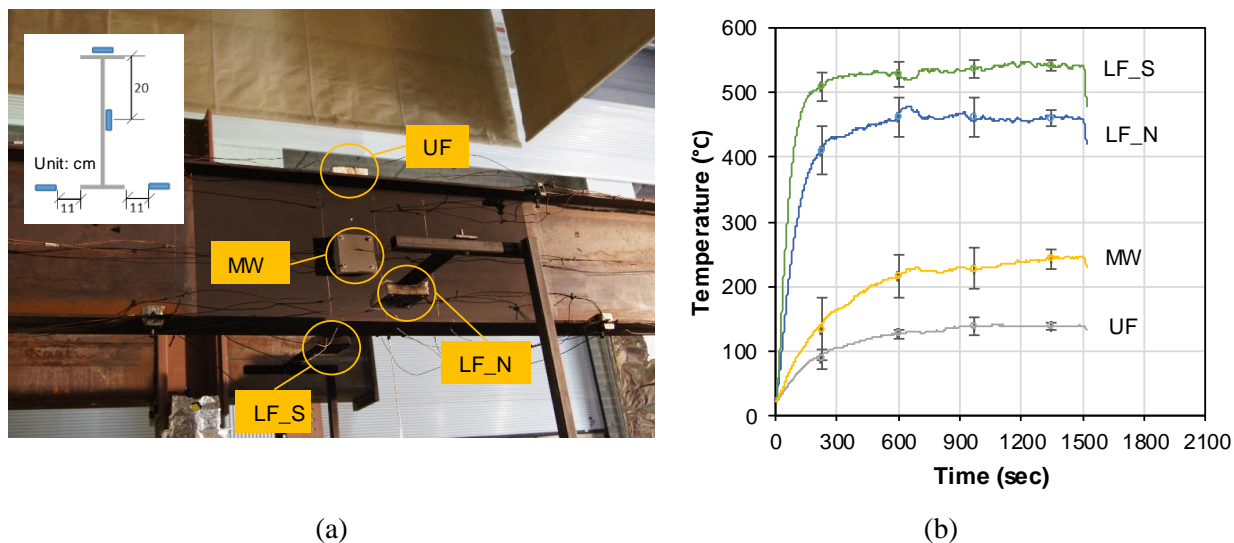 20
Unit: cm
11
11
UF
MW
LF_N
LF_S
(a)
600
500
400
300
200
100
0
Temperature (°C)
LF_S
LF_N
MW
UF
0 300 600 900 1200 1500 1800 2100
Time (sec)
(b)